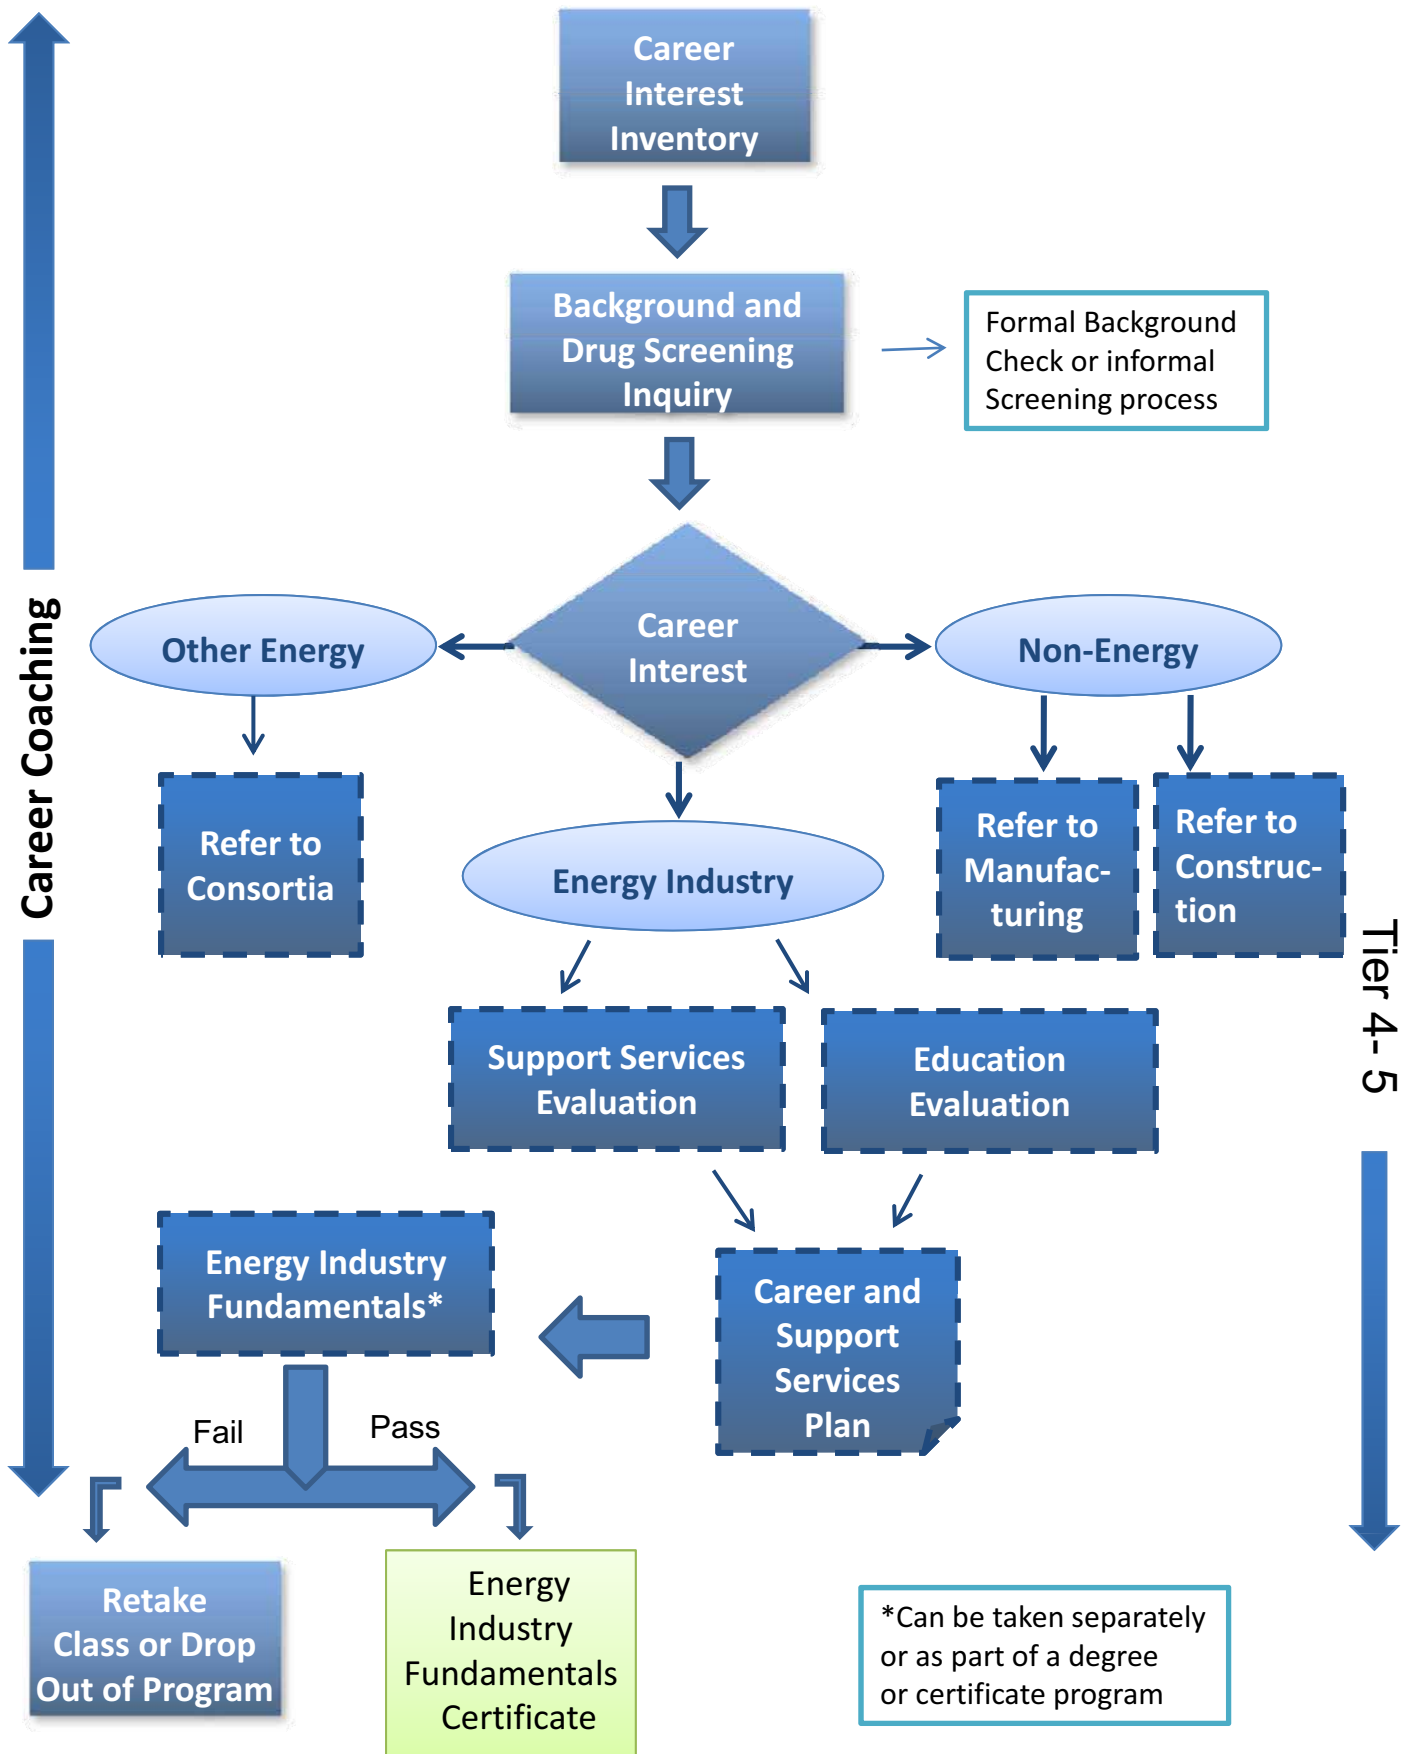 Career
Interest
Inventory
Background and
Drug Screening
Inquiry
Formal Background
Check or informal
Screening process
Career Coaching
Career
Interest
Other Energy
Non-Energy
Refer to
Consortia
Energy Industry
Refer to
Manufac-
turing
Refer to
Construc-
tion
Tier 4- 5
Support Services
Evaluation
Education
Evaluation
Energy Industry
Fundamentals*
Career and
Support
Services
Plan
Fail
Pass
Retake
Class or Drop
Out of Program
Energy
Industry
Fundamentals
Certificate
*Can be taken separately
or as part of a degree
or certificate program